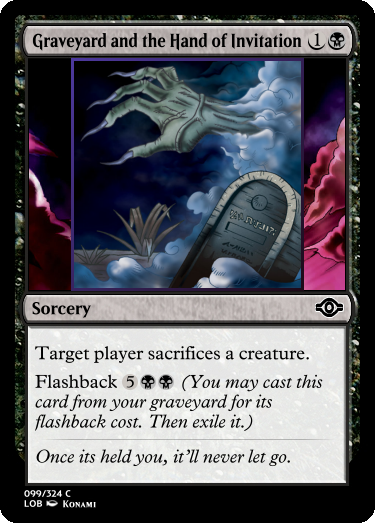 Graveyard and the Hand of Invitation 1
Sorcery
Target player sacrifices a creature.
Flashback 5 (You may cast this
card from your graveyard for its
flashback cost. Then exile it.)
Once its held you, it'll never let go.
099/324 C
LOB Konami